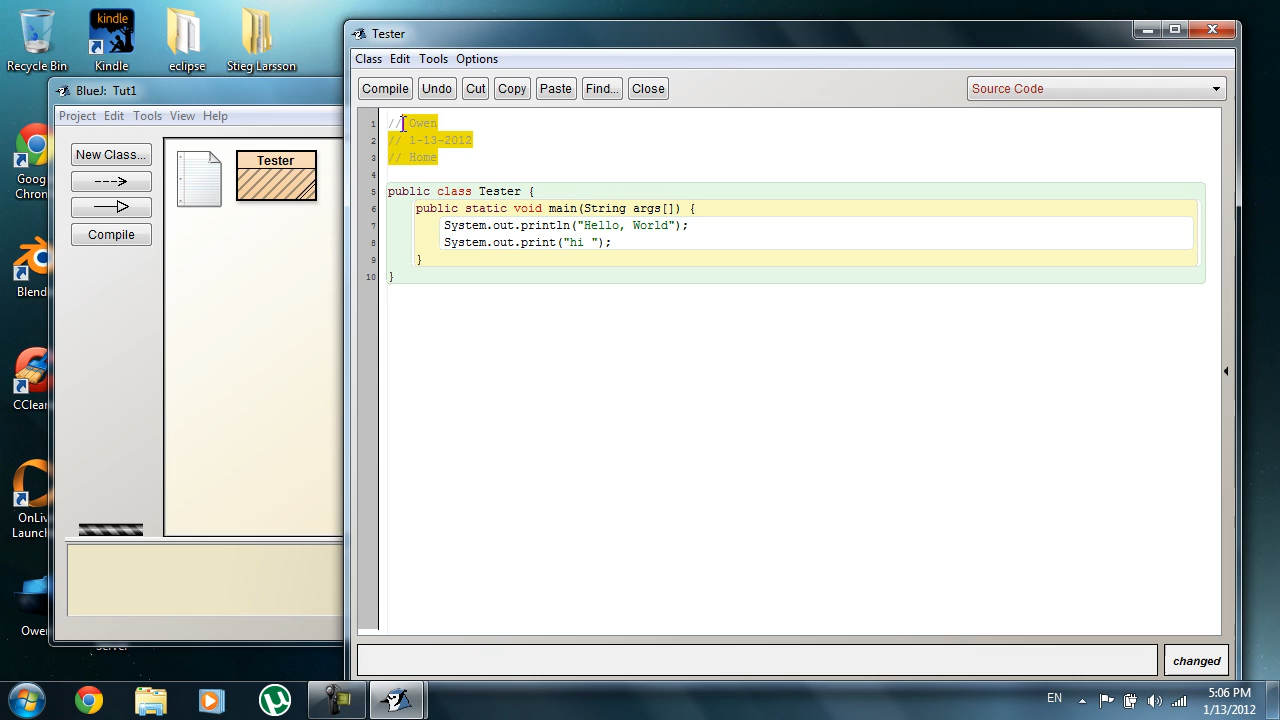 Recycle Bin
kindle
Kindle
eclipse
Stieg Larsson
Goog
Chron
Blend
CClear
OnLiv
Launch
Ower
BlueJ: Tut1
Project Edit Tools View Help
New Class...
Compile
Tester
Tester
Class Edit Tools Options
Compile Undo Cut Copy Paste Find... Close
Source Code
1 // Owen
2 // 1-13-2012
3 // Home
4
5 public class Tester {
6 public static void main(String args[]) {
7 System.out.println("Hello, World");
8 System.out.print("hi ");
9 }
10 }
changed
EN
5:06 PM
1/13/2012